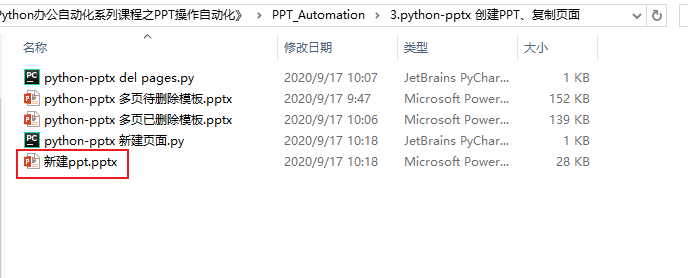 Python办公自动化系列课程之PPT操作自动化》 PPT_Automation 3.python-pptx 创建PPT、复制页面
名称 修改日期 类型 大小
python-pptx del pages.py 2020/9/17 10:07 JetBrains PyChar... 1 KB
python-pptx 多页待删除模板.pptx 2020/9/17 9:47 Microsoft Power... 152 KB
python-pptx 多页已删除模板.pptx 2020/9/17 10:06 Microsoft Power... 139 KB
python-pptx 新建页面.py 2020/9/17 10:18 JetBrains PyChar... 1 KB
新建ppt.pptx 2020/9/17 10:18 Microsoft Power... 28 KB